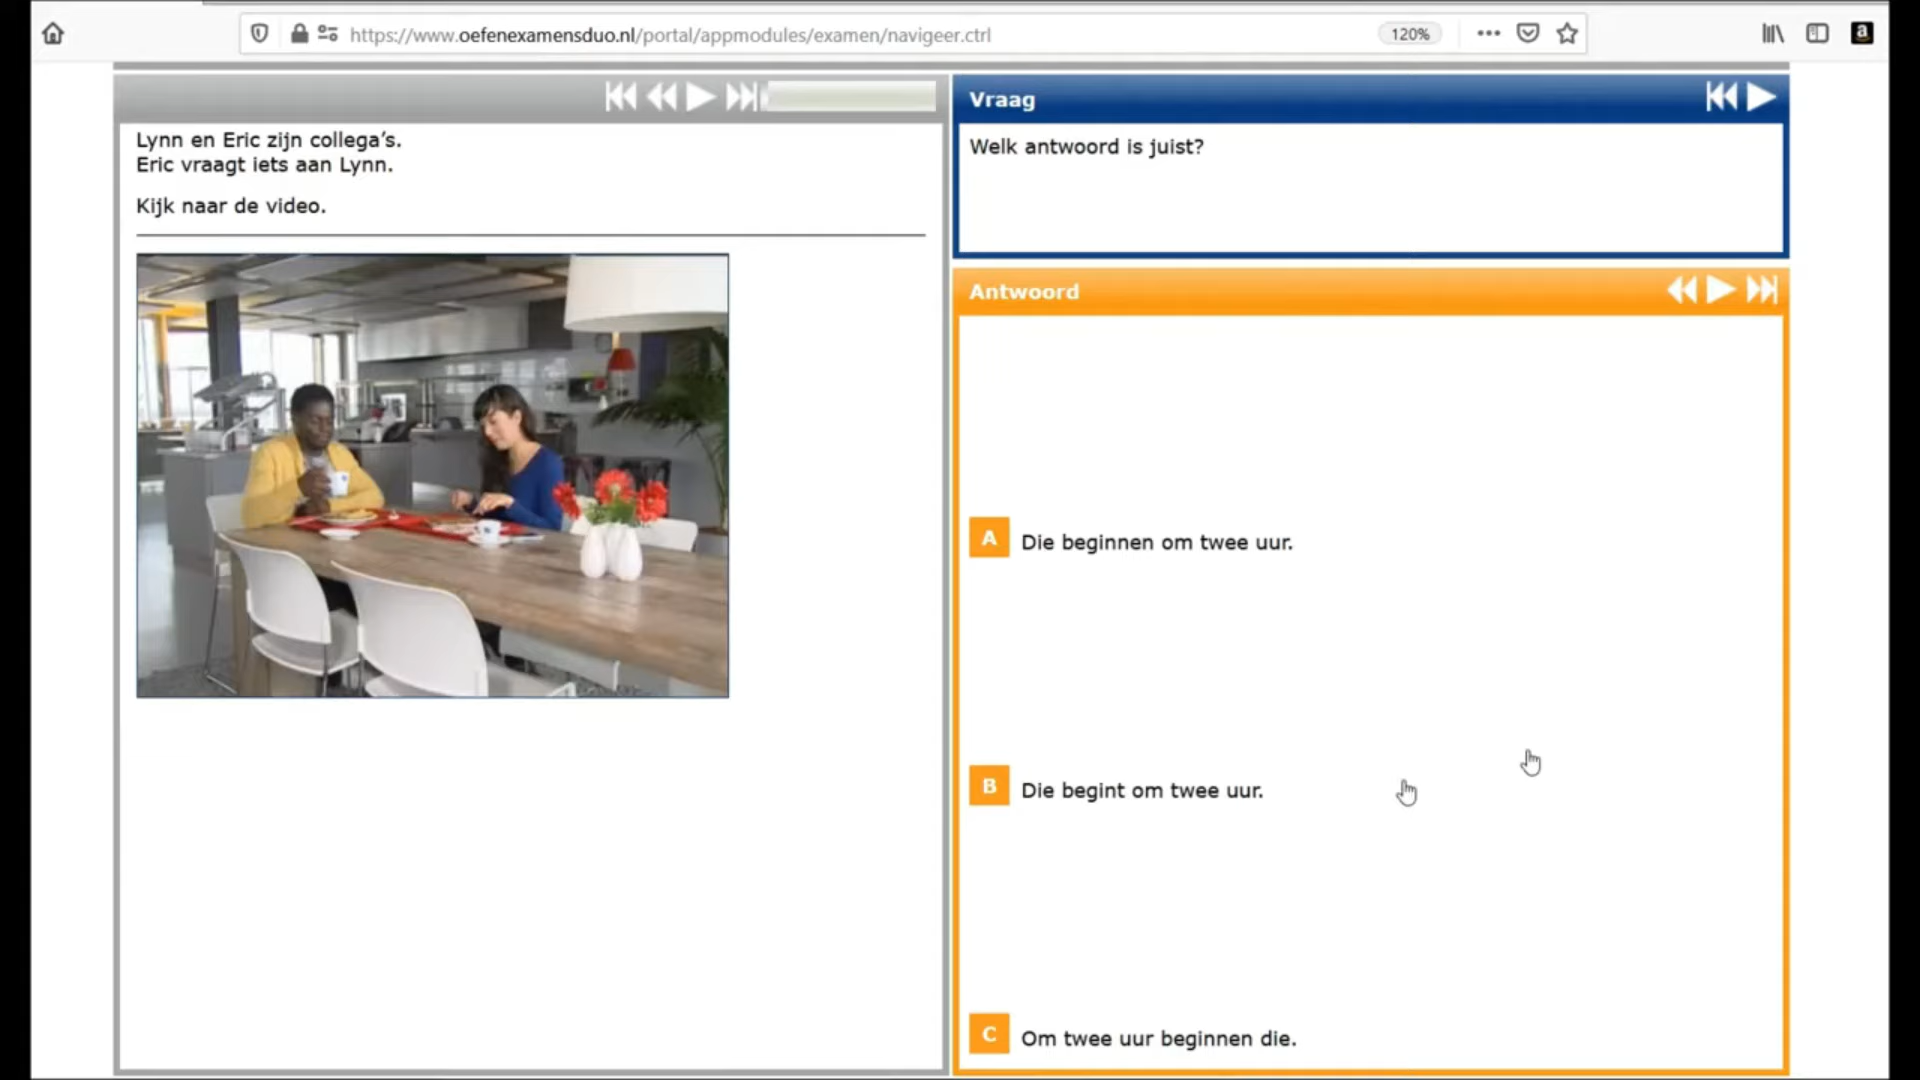 https://www.oefenexamensduo.nl/portal/appmodules/examen/navigeer.ctrl
120%
a
Lynn en Eric zijn collega's.
Eric vraagt iets aan Lynn.
Kijk naar de video.
Vraag
Welk antwoord is juist?
Antwoord
A Die beginnen om twee uur.
B Die begint om twee uur.
C Om twee uur beginnen die.